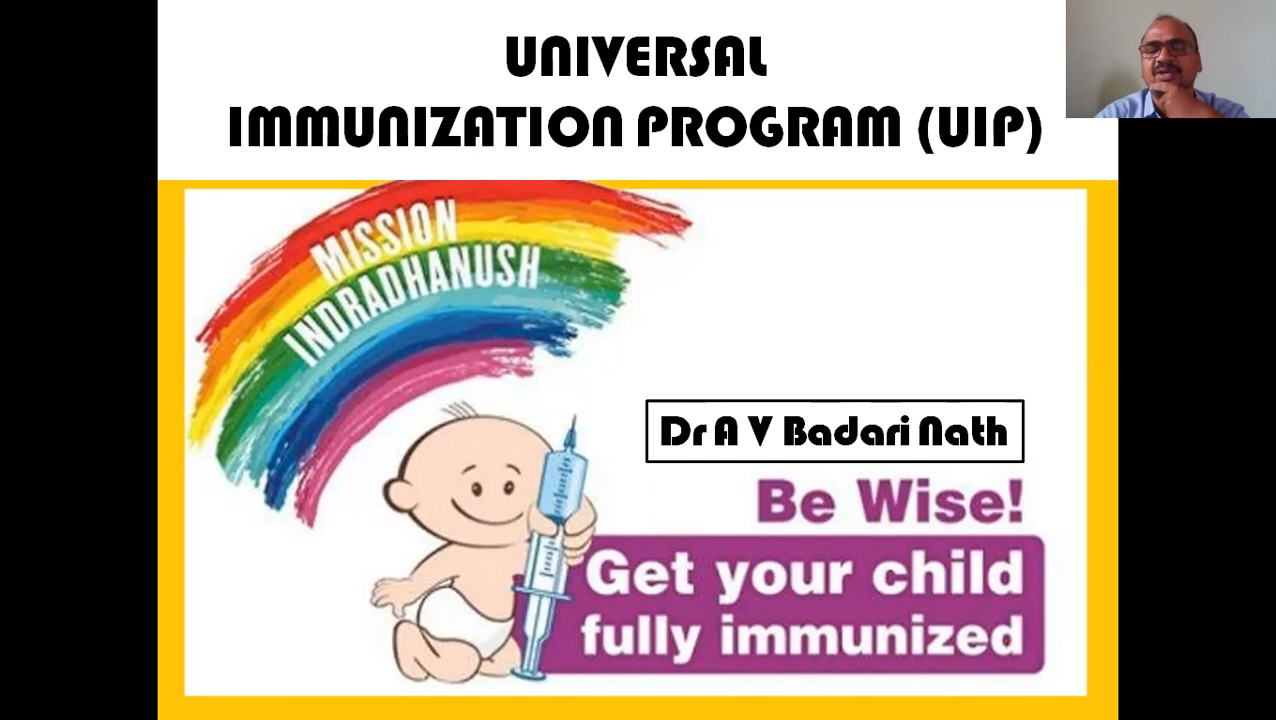 UNIVERSAL
IMMUNIZATION PROGRAM (UIP)
MISSION
INDRADHANUSH
Dr A V Badari Nath
Be Wise!
Get your child
fully immunized